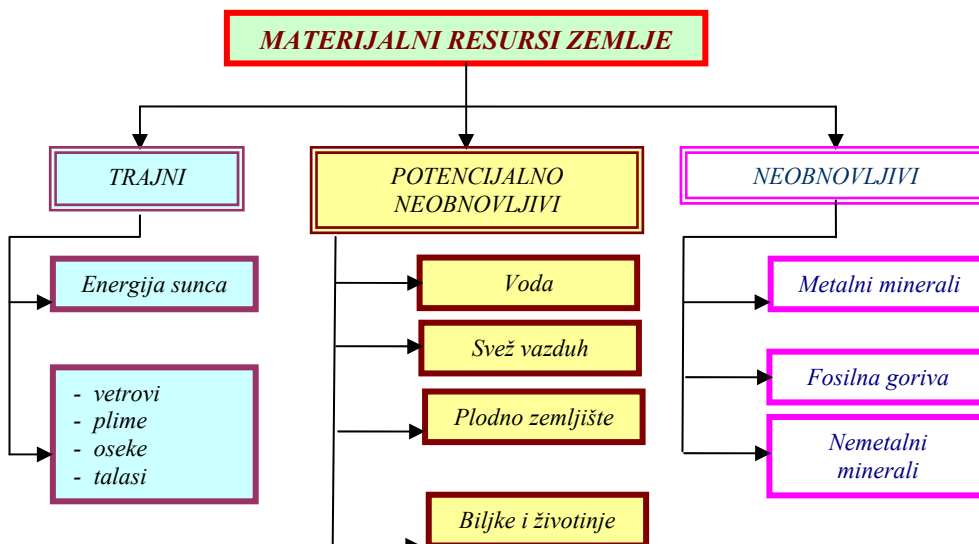 MATERIJALNI RESURSI ZEMLJE
TRAJNI
POTENCIJALNO
NEOBNOVLJIVI
NEOBNOVLJIVI
Energija sunca
- vetrovi
- plime
- oseke
- talasi
Voda
Svež vazduh
Plodno zemljište
Biljke i životinje
Metalni minerali
Fosilna goriva
Nemetalni
minerali